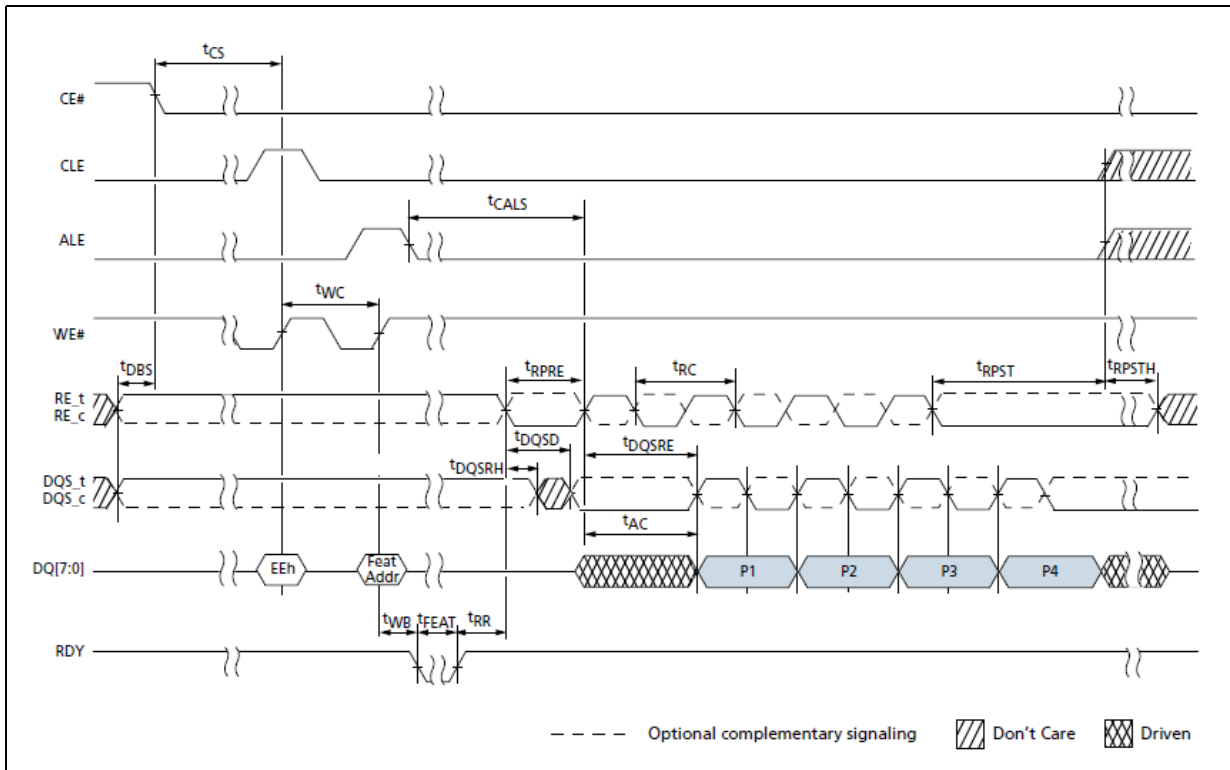 tCS
CE#
CLE
tCALS
ALE
tWC
WE#
tDBS
tRPRE
tRC
tRPST
tRPSTH
RE_t
RE_c
tDQSD
tDQSRE
tDQSRH
DQS_t
DQS_c
tAC
DQ[7:0]
EEh
Feat
Addr
P1
P2
P3
P4
tWB
tFEAT
tRR
RDY
Optional complementary signaling
Don't Care
Driven